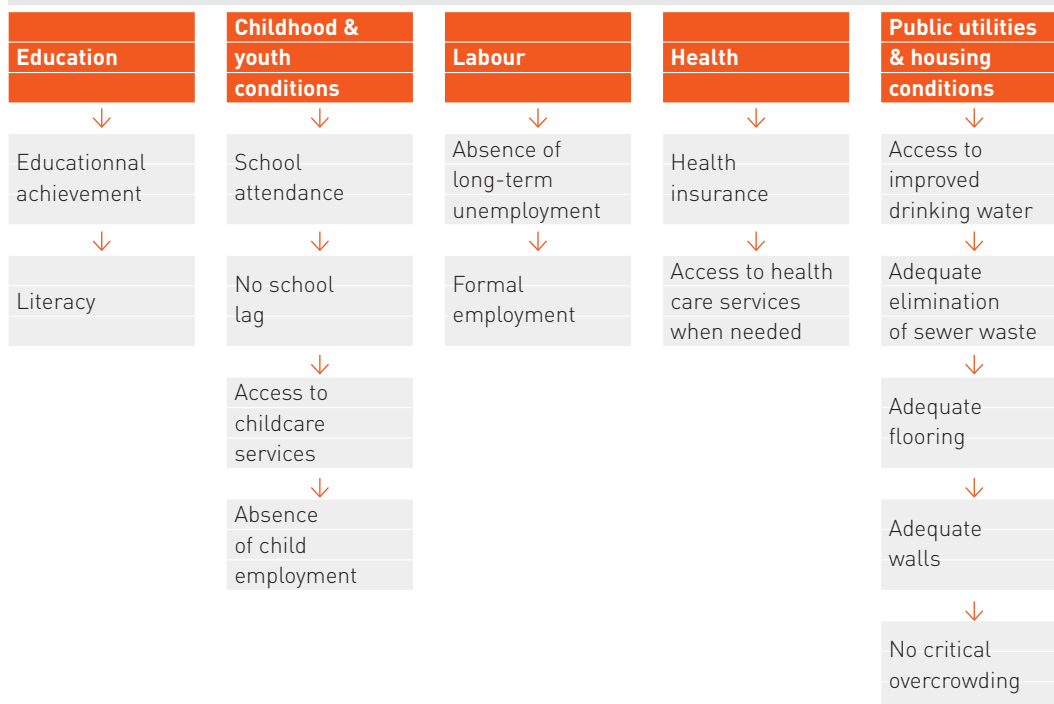 Education
Childhood &
youth
conditions
Labour
Health
Public utilities
& housing
conditions
Educationnal
achievement
School
attendance
Absence of
long-term
unemployment
Health
insurance
Access to
improved
drinking water
Literacy
No school
lag
Formal
employment
Access to health
care services
when needed
Adequate
elimination
of sewer waste
Access to
childcare
services
Adequate
flooring
Absence
of child
employment
Adequate
walls
No critical
overcrowding